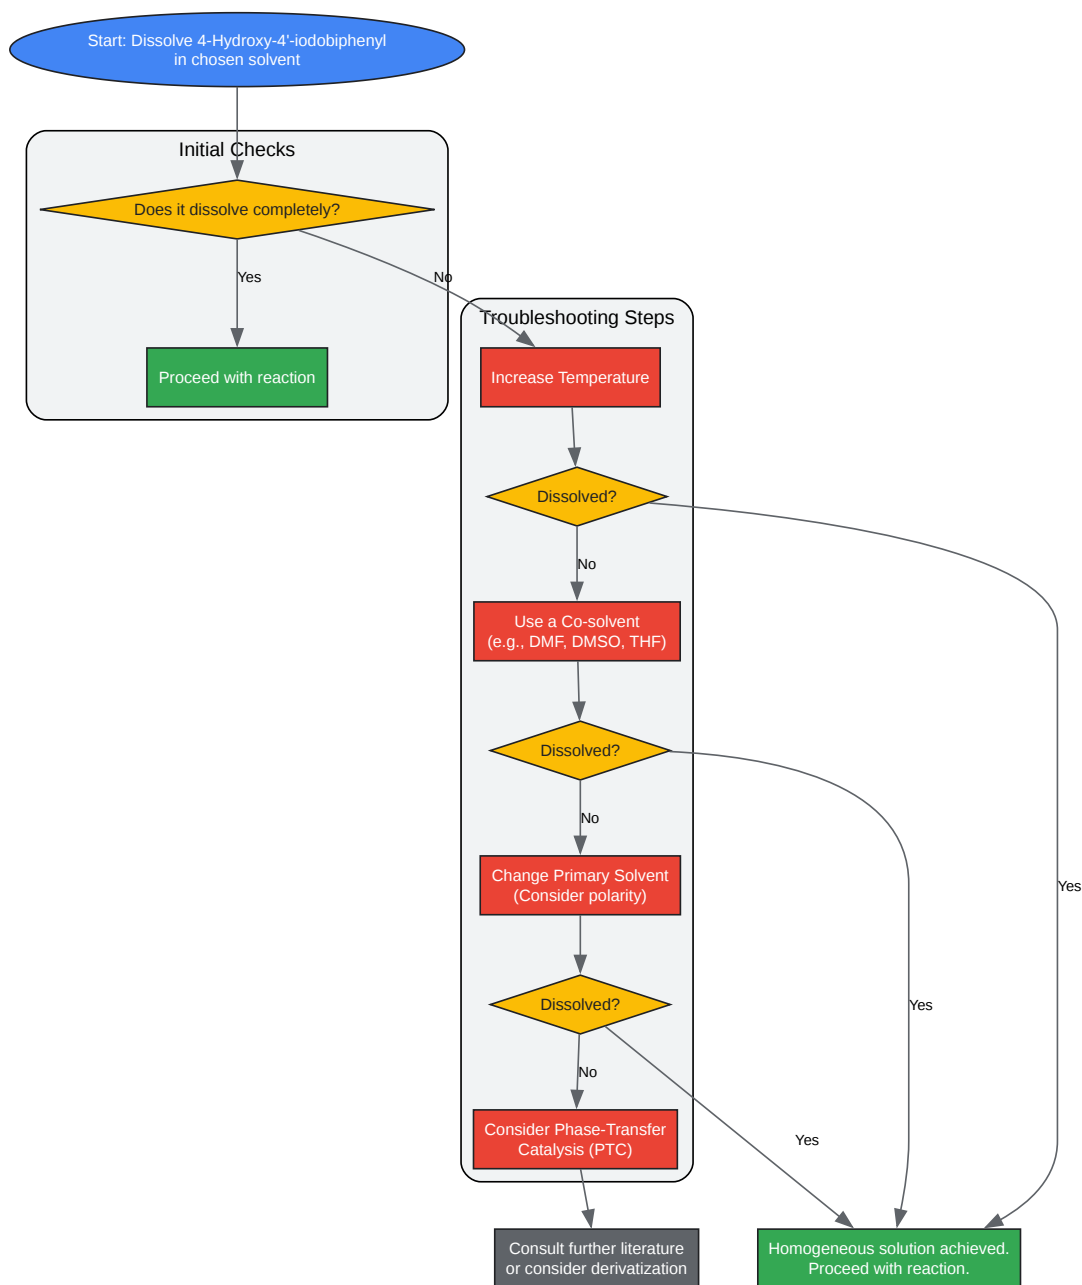 Start: Dissolve 4-Hydroxy-4'-iodobiphenyl
in chosen solvent
Initial Checks
Does it dissolve completely?
Yes
No
Proceed with reaction
Troubleshooting Steps
Increase Temperature
Dissolved?
No
Use a Co-solvent
(e.g., DMF, DMSO, THF)
Dissolved?
No
Change Primary Solvent
(Consider polarity)
Yes
Dissolved?
Yes
No
Consider Phase-Transfer
Catalysis (PTC)
Yes
Consult further literature
or consider derivatization
Homogeneous solution achieved.
Proceed with reaction.